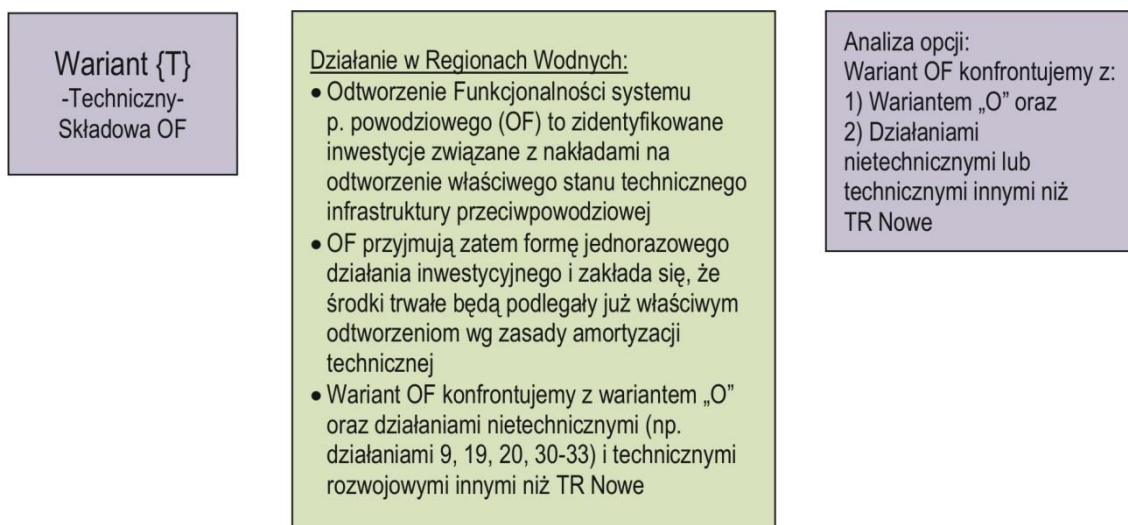 Wariant {T}
-Techniczny-
Składowa OF
Działanie w Regionach Wodnych:
• Odtworzenie Funkcjonalności systemu
p. powodziowego (OF) to zidentyfikowane
inwestycje związane z nakładami na
odtworzenie właściwego stanu technicznego
infrastruktury przeciwpowodziowej
• OF przyjmują zatem formę jednorazowego
działania inwestycyjnego i zakłada się, że
środki trwałe będą podlegały już właściwym
odtworzeniom wg zasady amortyzacji
technicznej
• Wariant OF konfrontujemy z wariantem „O”
oraz działaniami nietechnicznymi (np.
działaniami 9, 19, 20, 30-33) i technicznymi
rozwojowymi innymi niż TR Nowe
Analiza opcji:
Wariant OF konfrontujemy z:
1) Wariantem „O” oraz
2) Działaniami
nietechnicznymi lub
technicznymi innymi niż
TR Nowe